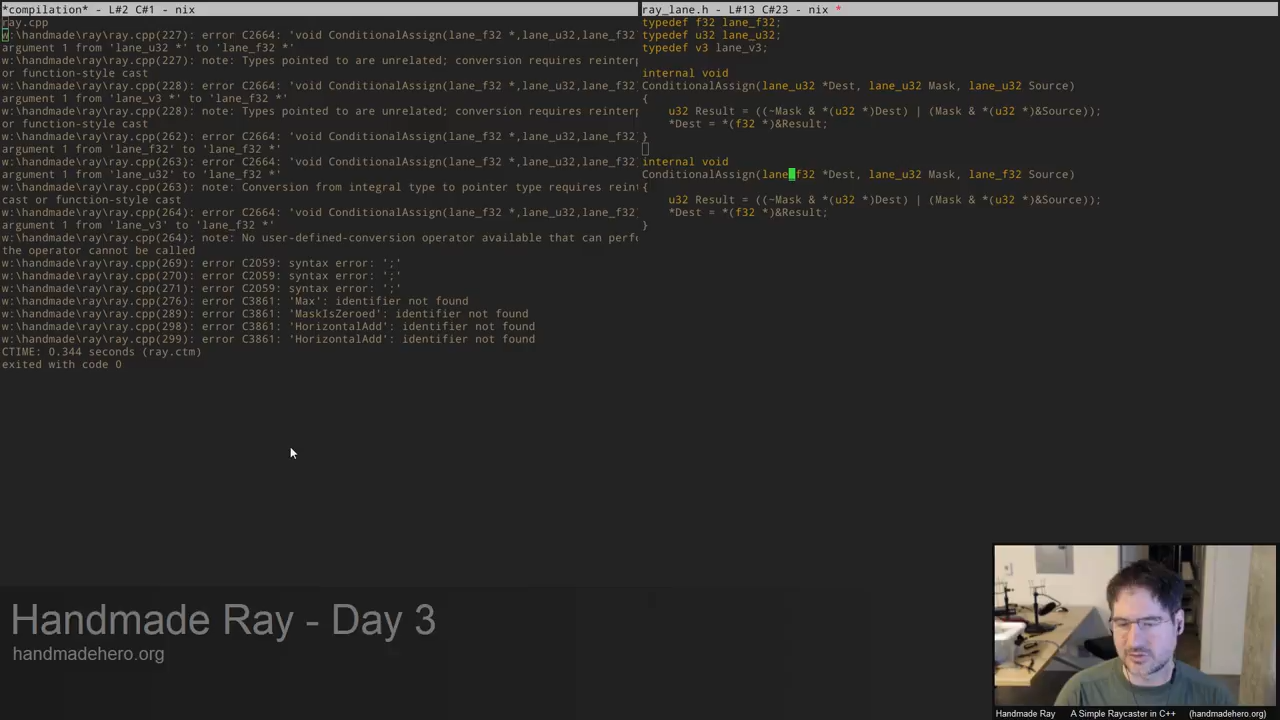 *compilation* - L#2 C#1 - nix
ray.cpp
w:\handmade\ray\ray.cpp(227): error C2664: 'void ConditionalAssign(lane_f32 *,lane_u32,lane_f32
argument 1 from 'lane_u32 *' to 'lane_f32 *'
w:\handmade\ray\ray.cpp(227): note: Types pointed to are unrelated; conversion requires reinterp
or function-style cast
w:\handmade\ray\ray.cpp(228): error C2664: 'void ConditionalAssign(lane_f32 *,lane_u32,lane_f32
argument 1 from 'lane_v3 *' to 'lane_f32 *'
w:\handmade\ray\ray.cpp(228): note: Types pointed to are unrelated; conversion requires reinterp
or function-style cast
w:\handmade\ray\ray.cpp(262): error C2664: 'void ConditionalAssign(lane_f32 *,lane_u32,lane_f32)
argument 1 from 'lane_f32' to 'lane_f32 *'
w:\handmade\ray\ray.cpp(263): error C2664: 'void ConditionalAssign(lane_f32 *,lane_u32,lane_f32)
argument 1 from 'lane_u32' to 'lane_f32 *'
w:\handmade\ray\ray.cpp(263): note: Conversion from integral type to pointer type requires reint
cast or function-style cast
w:\handmade\ray\ray.cpp(264): error C2664: 'void ConditionalAssign(lane_f32 *,lane_u32,lane_f32)
argument 1 from 'lane_v3' to 'lane_f32 *'
w:\handmade\ray\ray.cpp(264): note: No user-defined-conversion operator available that can perfo
the operator cannot be called
w:\handmade\ray\ray.cpp(269): error C2059: syntax error: ';'
w:\handmade\ray\ray.cpp(270): error C2059: syntax error: ';'
w:\handmade\ray\ray.cpp(271): error C2059: syntax error: ';'
w:\handmade\ray\ray.cpp(276): error C3861: 'Max': identifier not found
w:\handmade\ray\ray.cpp(289): error C3861: 'MaskIsZeroed': identifier not found
w:\handmade\ray\ray.cpp(298): error C3861: 'HorizontalAdd': identifier not found
w:\handmade\ray\ray.cpp(299): error C3861: 'HorizontalAdd': identifier not found
CTIME: 0.344 seconds (ray.ctm)
exited with code 0
ray_lane.h - L#13 C#23 - nix *
typedef f32 lane_f32;
typedef u32 lane_u32;
typedef v3 lane_v3;
internal void
ConditionalAssign(lane_u32 *Dest, lane_u32 Mask, lane_u32 Source)
{
u32 Result = ((~Mask & *(u32 *)Dest) | (Mask & *(u32 *)&Source));
*Dest = *(f32 *)&Result;
}
internal void
ConditionalAssign(lane_f32 *Dest, lane_u32 Mask, lane_f32 Source)
{
u32 Result = ((~Mask & *(u32 *)Dest) | (Mask & *(u32 *)&Source));
*Dest = *(f32 *)&Result;
}
Handmade Ray - Day 3
handmadehero.org
Handmade Ray A Simple Raycaster in C++ (handmadehero.org)